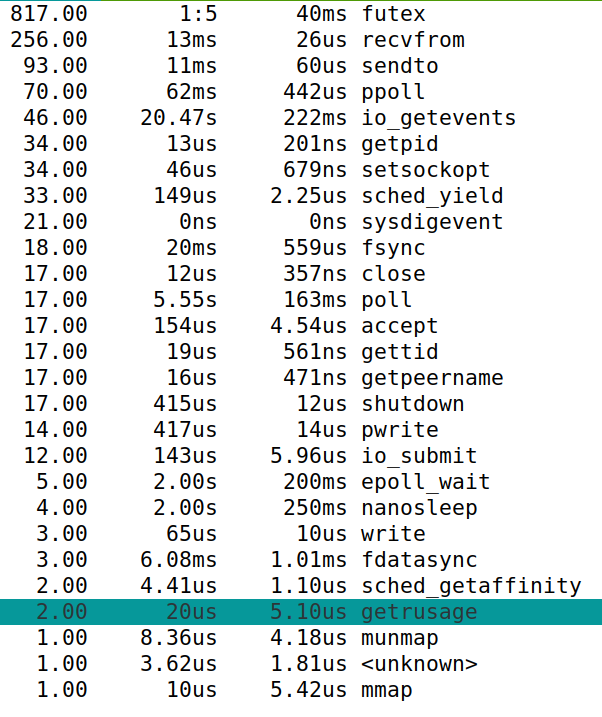 817.00 1:5 40ms futex
256.00 13ms 26us recvfrom
93.00 11ms 60us sendto
70.00 62ms 442us ppoll
46.00 20.47s 222ms io_getevents
34.00 13us 201ns getpid
34.00 46us 679ns setsockopt
33.00 149us 2.25us sched_yield
21.00 0ns 0ns sysdigevent
18.00 20ms 559us fsync
17.00 12us 357ns close
17.00 5.55s 163ms poll
17.00 154us 4.54us accept
17.00 19us 561ns gettid
17.00 16us 471ns getpeername
17.00 415us 12us shutdown
14.00 417us 14us pwrite
12.00 143us 5.96us io_submit
5.00 2.00s 200ms epoll_wait
4.00 2.00s 250ms nanosleep
3.00 65us 10us write
3.00 6.08ms 1.01ms fdatasync
2.00 4.41us 1.10us sched_getaffinity
2.00 20us 5.10us getrusage
1.00 8.36us 4.18us munmap
1.00 3.62us 1.81us <unknown>
1.00 10us 5.42us mmap